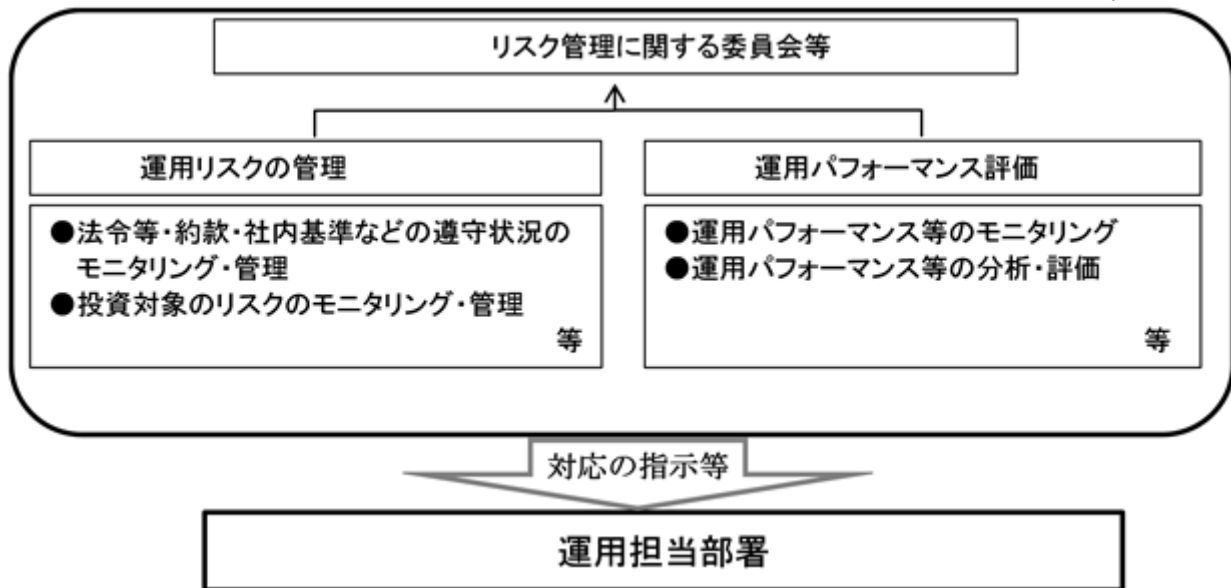 リスク管理に関する委員会等
運用リスクの管理
運用パフォーマンス評価
●法令等・約款・社内基準などの遵守状況の
モニタリング・管理
●投資対象のリスクのモニタリング・管理
等
●運用パフォーマンス等のモニタリング
●運用パフォーマンス等の分析・評価
等
対応の指示等
運用担当部署